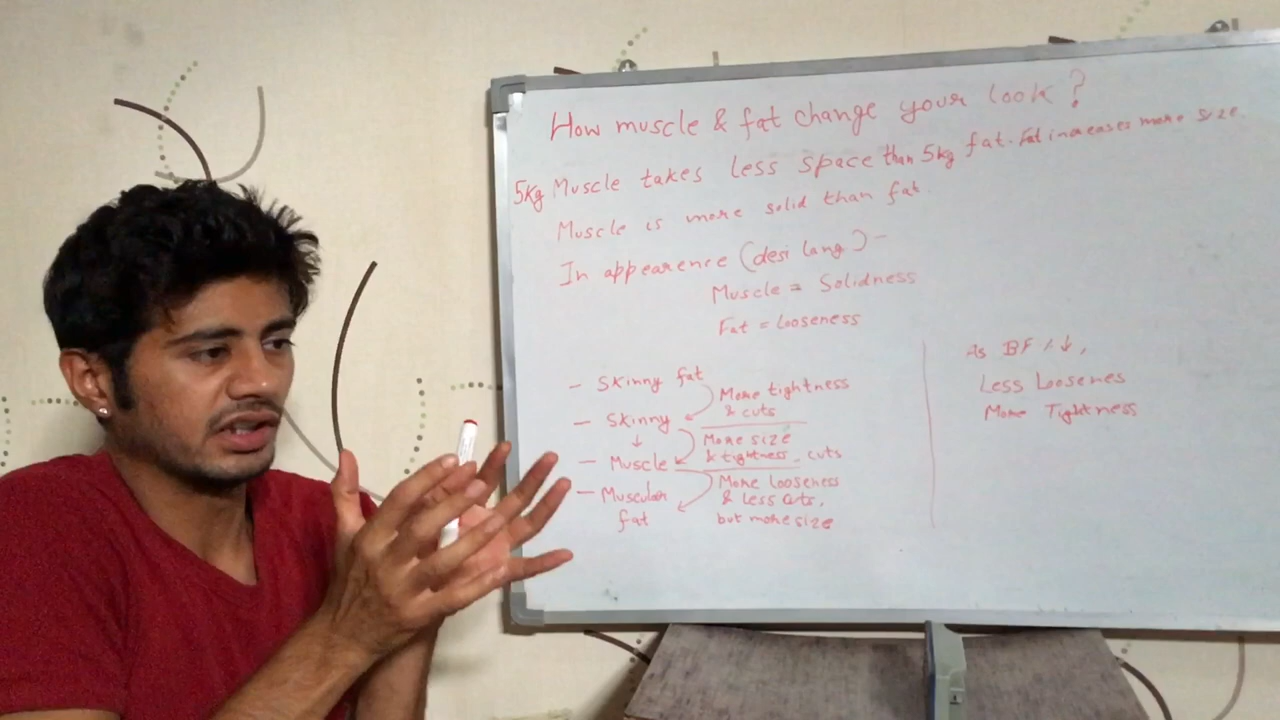 How muscle & fat change your look?
5kg Muscle takes less space than 5kg fat. Fat increases more size
Muscle is more solid than fat.
In appearence (desi lang) -
Muscle = Solidness
Fat = Looseness
- Skinny fat
More tightness
& cuts
- Skinny
↓
More size
& tightness, cuts
- Muscle
More looseness
& less cuts,
but more size
- Muscular
fat
As BF % ↓,
Less Loosenes
More Tightness